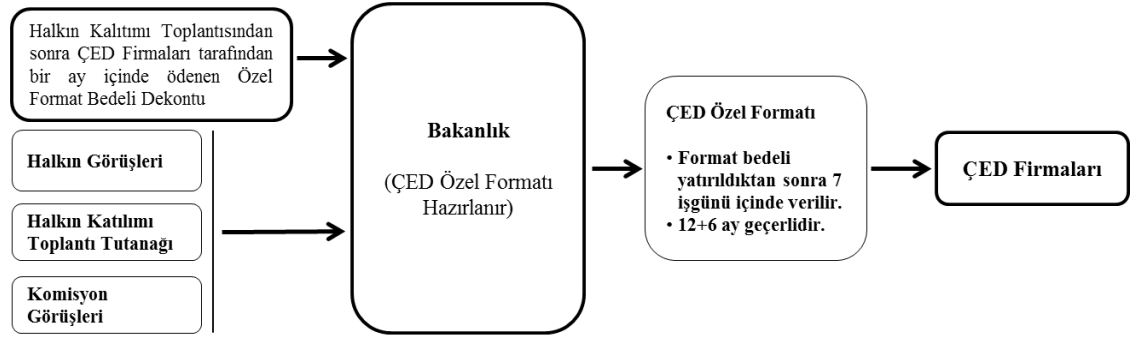 Halkın Kalıtımı Toplantısından
sonra ÇED Firmaları tarafından
bir ay içinde ödenen Özel
Format Bedeli Dekontu
Halkın Görüşleri
Halkın Katılımı
Toplantı Tutanağı
Komisyon
Görüşleri
Bakanlık
(ÇED Özel Formatı
Hazırlanır)
ÇED Özel Formatı
• Format bedeli
yatırıldıktan sonra 7
işgünü içinde verilir.
• 12+6 ay geçerlidir.
ÇED Firmaları